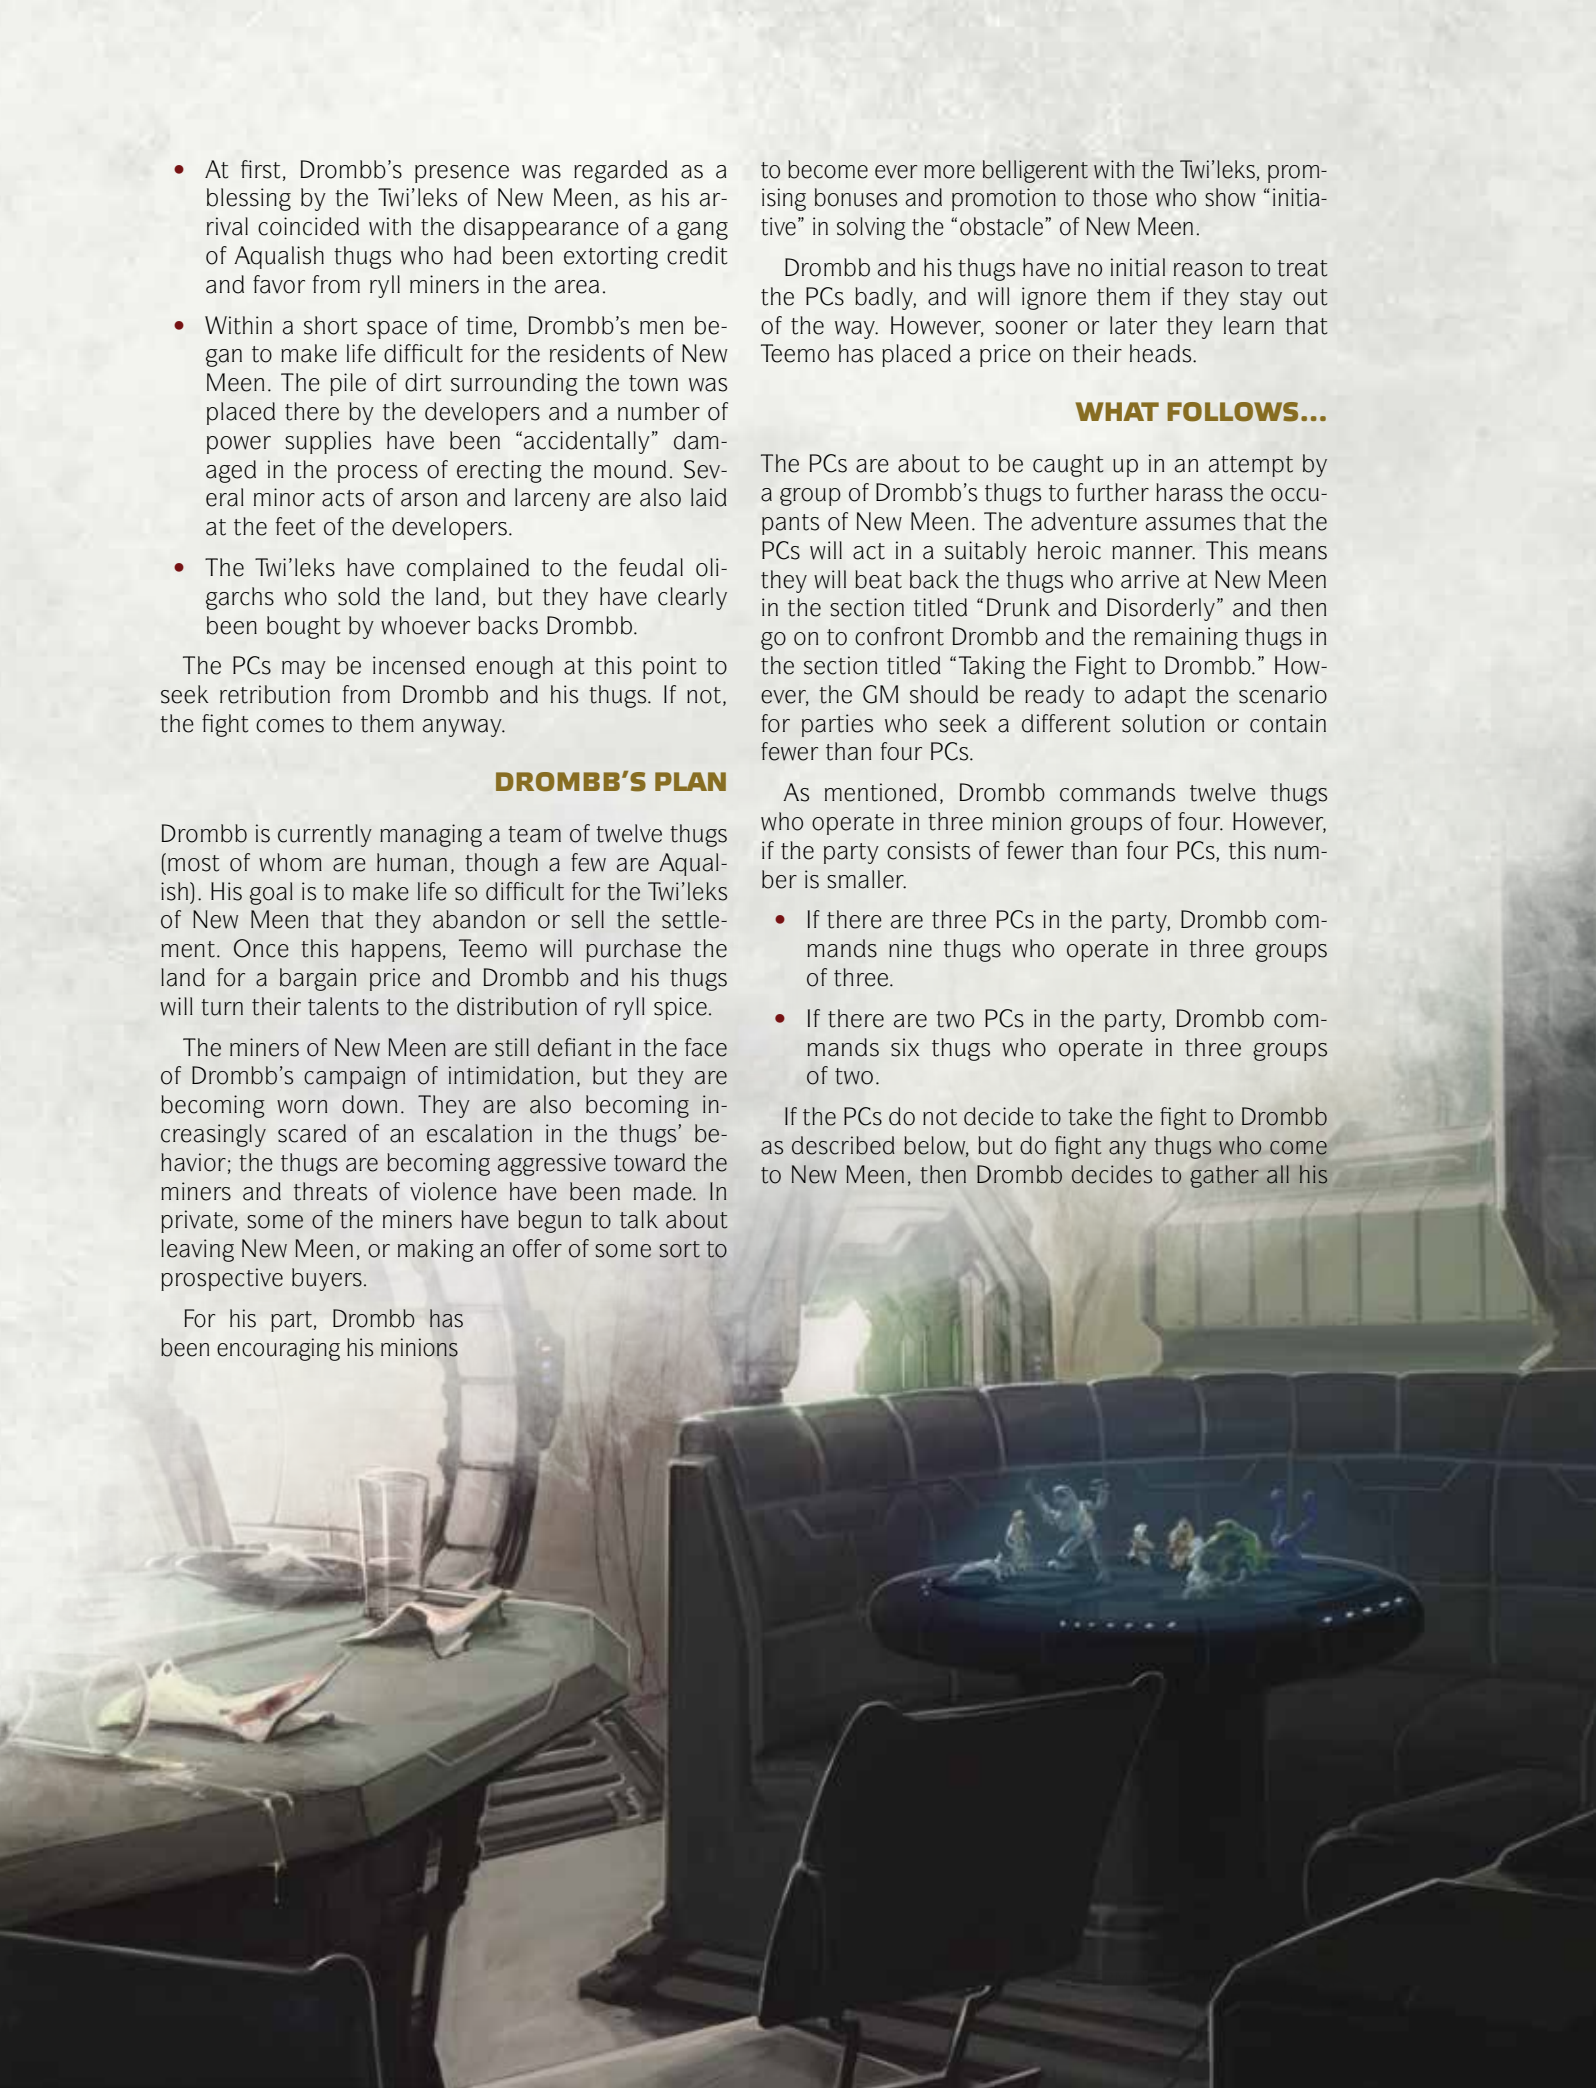 • At first, Drombb’s presence was regarded as a
blessing by the Twi’leks of New Meen, as his ar-
rival coincided with the disappearance of a gang
of Aqualish thugs who had been extorting credit
and favor from ryll miners in the area.
• Within a short space of time, Drombb’s men be-
gan to make life difficult for the residents of New
Meen. The pile of dirt surrounding the town was
placed there by the developers and a number of
power supplies have been “accidentally” dam-
aged in the process of erecting the mound. Sev-
eral minor acts of arson and larceny are also laid
at the feet of the developers.
• The Twi’leks have complained to the feudal oli-
garchs who sold the land, but they have clearly
been bought by whoever backs Drombb.
The PCs may be incensed enough at this point to
seek retribution from Drombb and his thugs. If not,
the fight comes to them anyway.
DROMBB’S PLAN
Drombb is currently managing a team of twelve thugs
(most of whom are human, though a few are Aqual-
ish). His goal is to make life so difficult for the Twi’leks
of New Meen that they abandon or sell the settle-
ment. Once this happens, Teemo will purchase the
land for a bargain price and Drombb and his thugs
will turn their talents to the distribution of ryll spice.
The miners of New Meen are still defiant in the face
of Drombb’s campaign of intimidation, but they are
becoming worn down. They are also becoming in-
creasingly scared of an escalation in the thugs’ be-
havior; the thugs are becoming aggressive toward the
miners and threats of violence have been made. In
private, some of the miners have begun to talk about
leaving New Meen, or making an offer of some sort to
prospective buyers.
For his part, Drombb has
been encouraging his minions
to become ever more belligerent with the Twi’leks, prom-
ising bonuses and promotion to those who show “initia-
tive” in solving the “obstacle” of New Meen.
Drombb and his thugs have no initial reason to treat
the PCs badly, and will ignore them if they stay out
of the way. However, sooner or later they learn that
Teemo has placed a price on their heads.
WHAT FOLLOWS...
The PCs are about to be caught up in an attempt by
a group of Drombb’s thugs to further harass the occu-
pants of New Meen. The adventure assumes that the
PCs will act in a suitably heroic manner. This means
they will beat back the thugs who arrive at New Meen
in the section titled “Drunk and Disorderly” and then
go on to confront Drombb and the remaining thugs in
the section titled “Taking the Fight to Drombb.” How-
ever, the GM should be ready to adapt the scenario
for parties who seek a different solution or contain
fewer than four PCs.
As mentioned, Drombb commands twelve thugs
who operate in three minion groups of four. However,
if the party consists of fewer than four PCs, this num-
ber is smaller.
• If there are three PCs in the party, Drombb com-
mands nine thugs who operate in three groups
of three.
• If there are two PCs in the party, Drombb com-
mands six thugs who operate in three groups
of two.
If the PCs do not decide to take the fight to Drombb
as described below, but do fight any thugs who come
to New Meen, then Drombb decides to gather all his